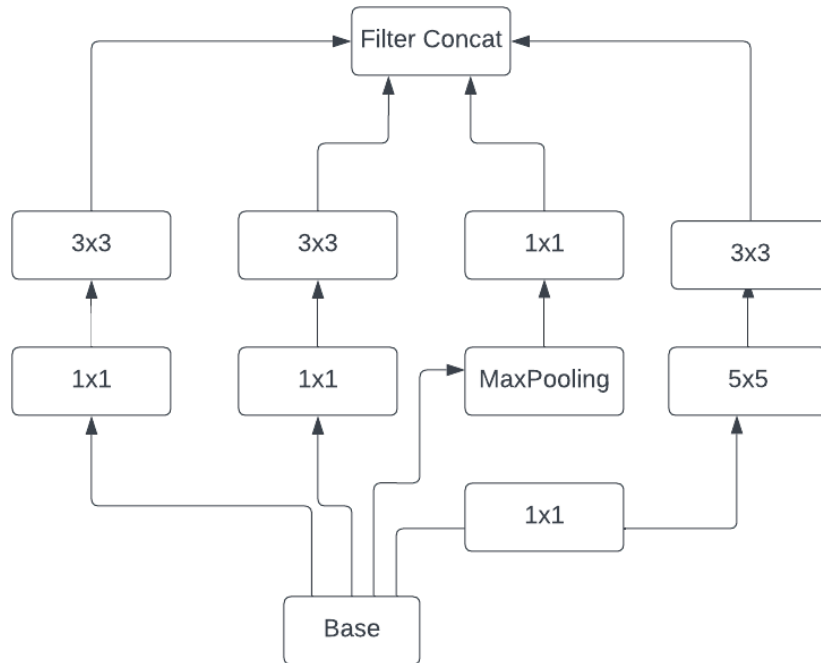 Filter Concat
3x3
3x3
1x1
3x3
1x1
1x1
MaxPooling
5x5
1x1
Base